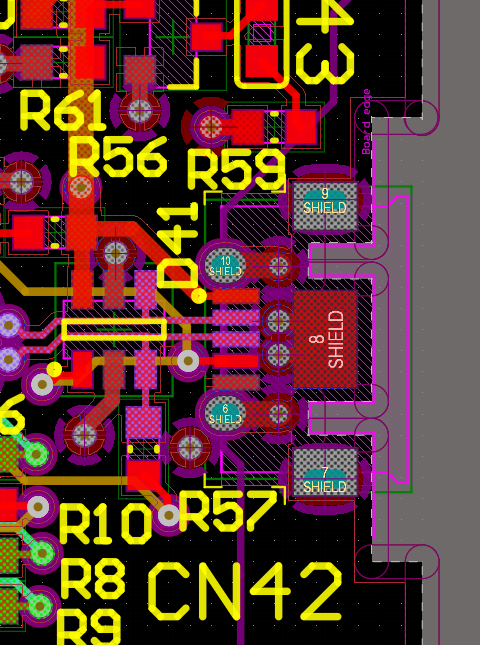 43
R61
R56
R59
Board edge
9
SHIELD
D41
10
SHIELD
8
SHIELD
6
SHIELD
6
7
SHIELD
R57
R10
R8
CN42
R9